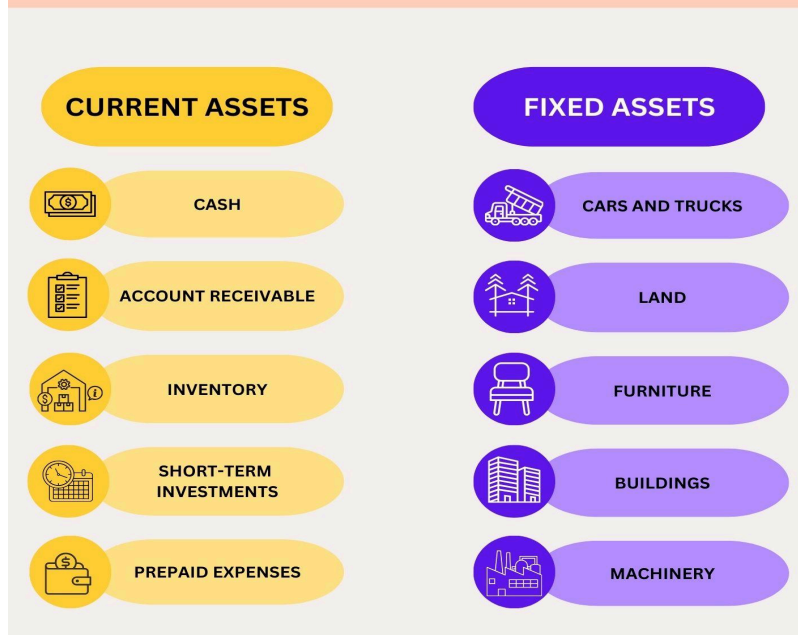 CURRENT ASSETS
CASH
ACCOUNT RECEIVABLE
INVENTORY
SHORT-TERM
INVESTMENTS
PREPAID EXPENSES
FIXED ASSETS
CARS AND TRUCKS
LAND
FURNITURE
BUILDINGS
MACHINERY